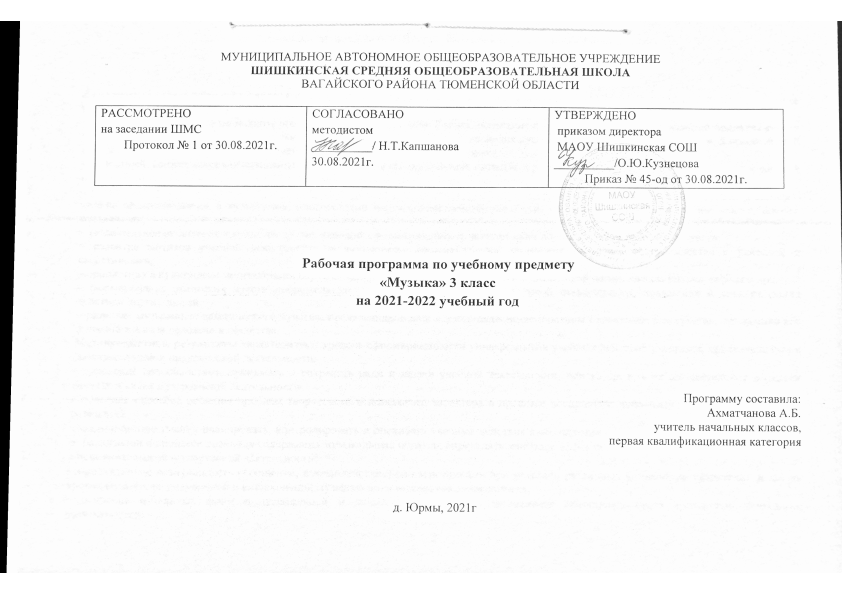 МУНИЦИПАЛЬНОЕ АВТОНОМНОЕ ОБЩЕОБРАЗОВАТЕЛЬНОЕ УЧРЕЖДЕНИЕ
ШИШКИНСКАЯ СРЕДНЯЯ ОБЩЕОБРАЗОВАТЕЛЬНАЯ ШКОЛА
ВАГАЙСКОГО РАЙОНА ТЮМЕНСКОЙ ОБЛАСТИ
РАССМОТРЕНО
на заседании ШМС
Протокол № 1 от 30.08.2021г.
СОГЛАСОВАНО
методистом
/ Н.Т.Капшанова
30.08.2021г.
УТВЕРЖДЕНО
приказом директора
МАОУ Шишкинская СОШ
/О.Ю.Кузнецова
Приказ № 45-од от 30.08.2021г.
МАОУ
Рабочая программа по учебному предмету
«Музыка» 3 класс
на 2021-2022 учебный год
Программу составила:
Ахматчанова А.Б.
учитель начальных классов,
первая квалификационная категория
д. Юрмы, 2021г